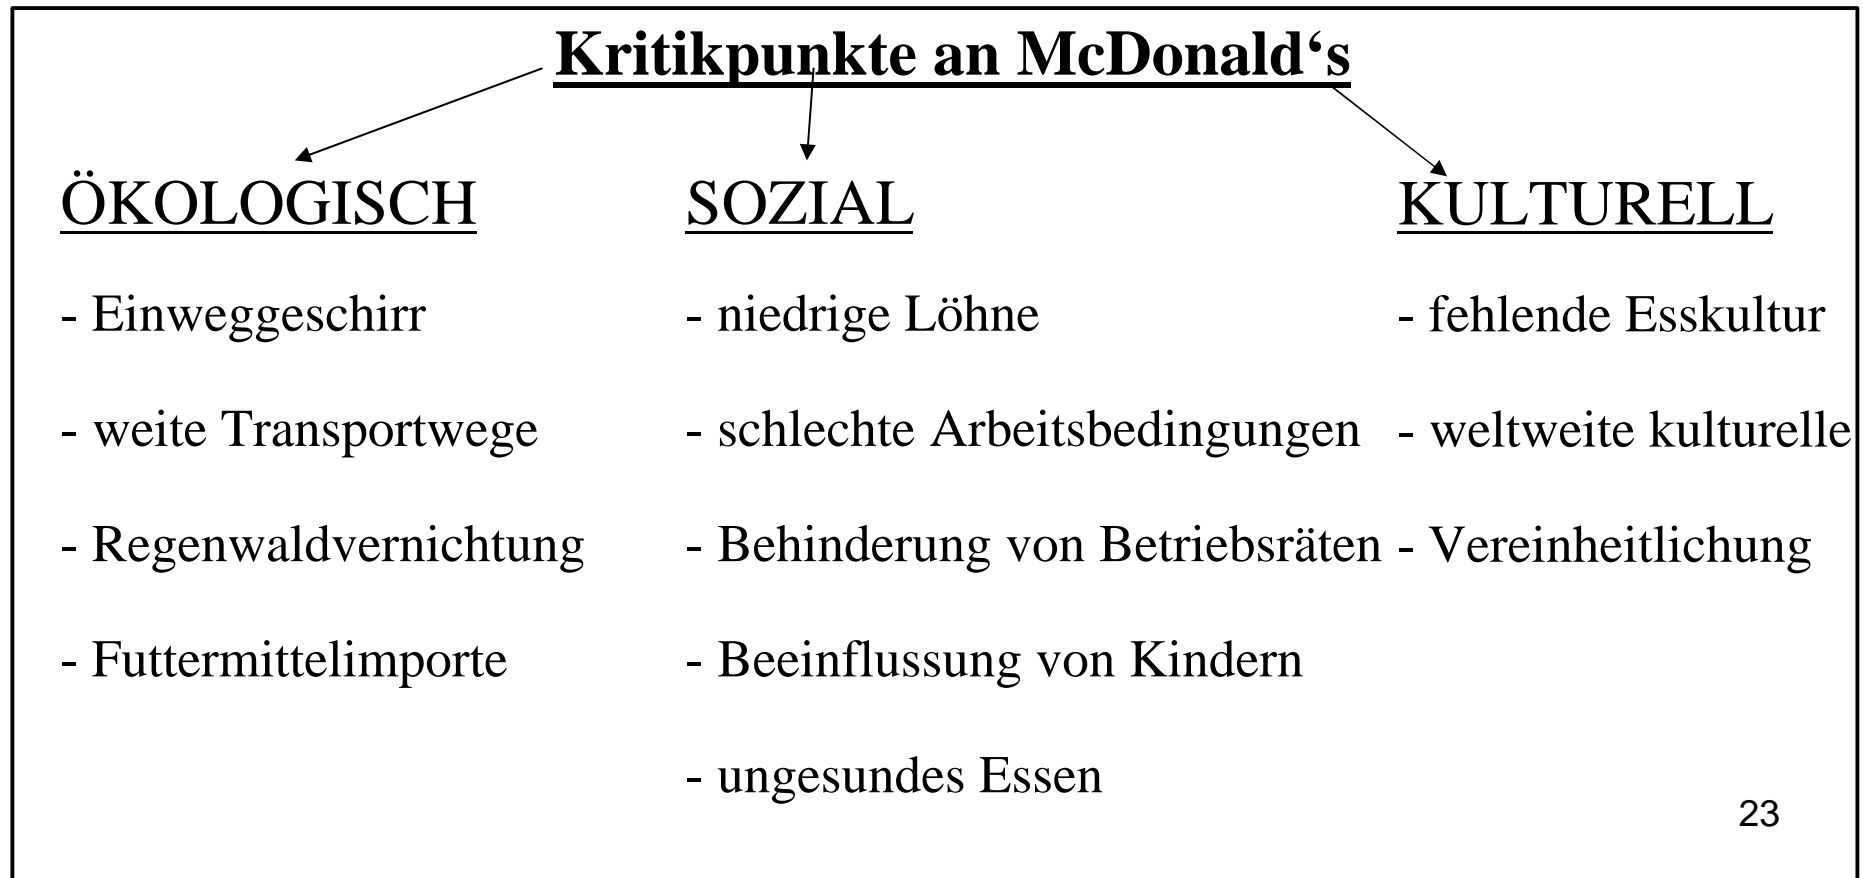 Kritikpunkte an McDonald‘s
ÖKOLOGISCH
- Einweggeschirr
- weite Transportwege
- Regenwaldvernichtung
- Futtermittelimporte
SOZIAL
- niedrige Löhne
- schlechte Arbeitsbedingungen
- Behinderung von Betriebsräten
- Beeinflussung von Kindern
- ungesundes Essen
KULTURELL
- fehlende Esskultur
- weltweite kulturelle
- Vereinheitlichung
23